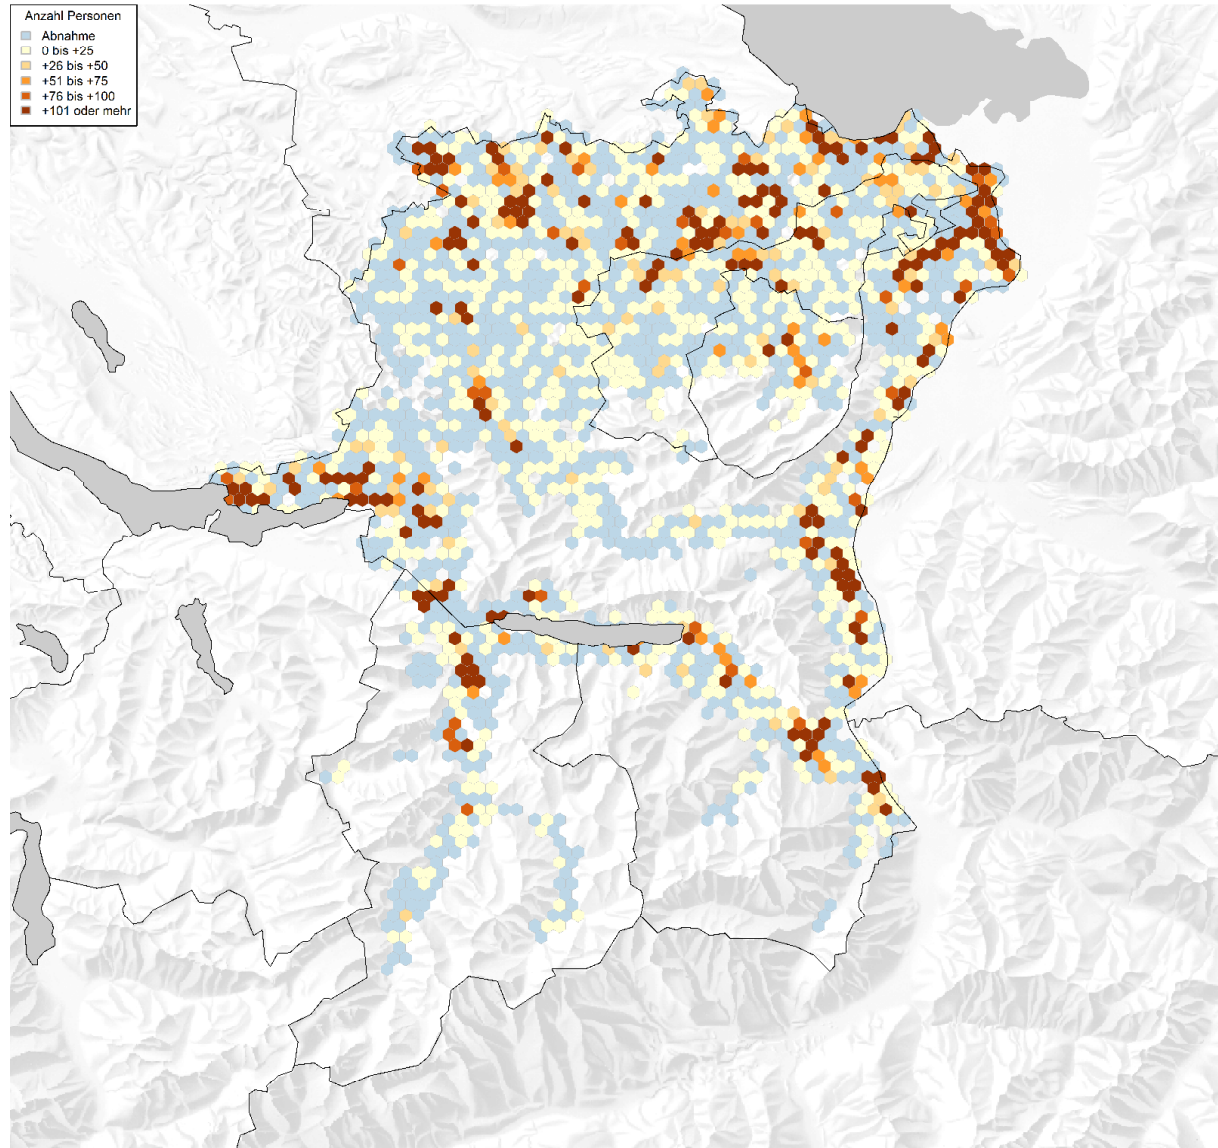 Anzahl Personen
Abnahme
0 bis +25
+26 bis +50
+51 bis +75
+76 bis +100
+101 oder mehr